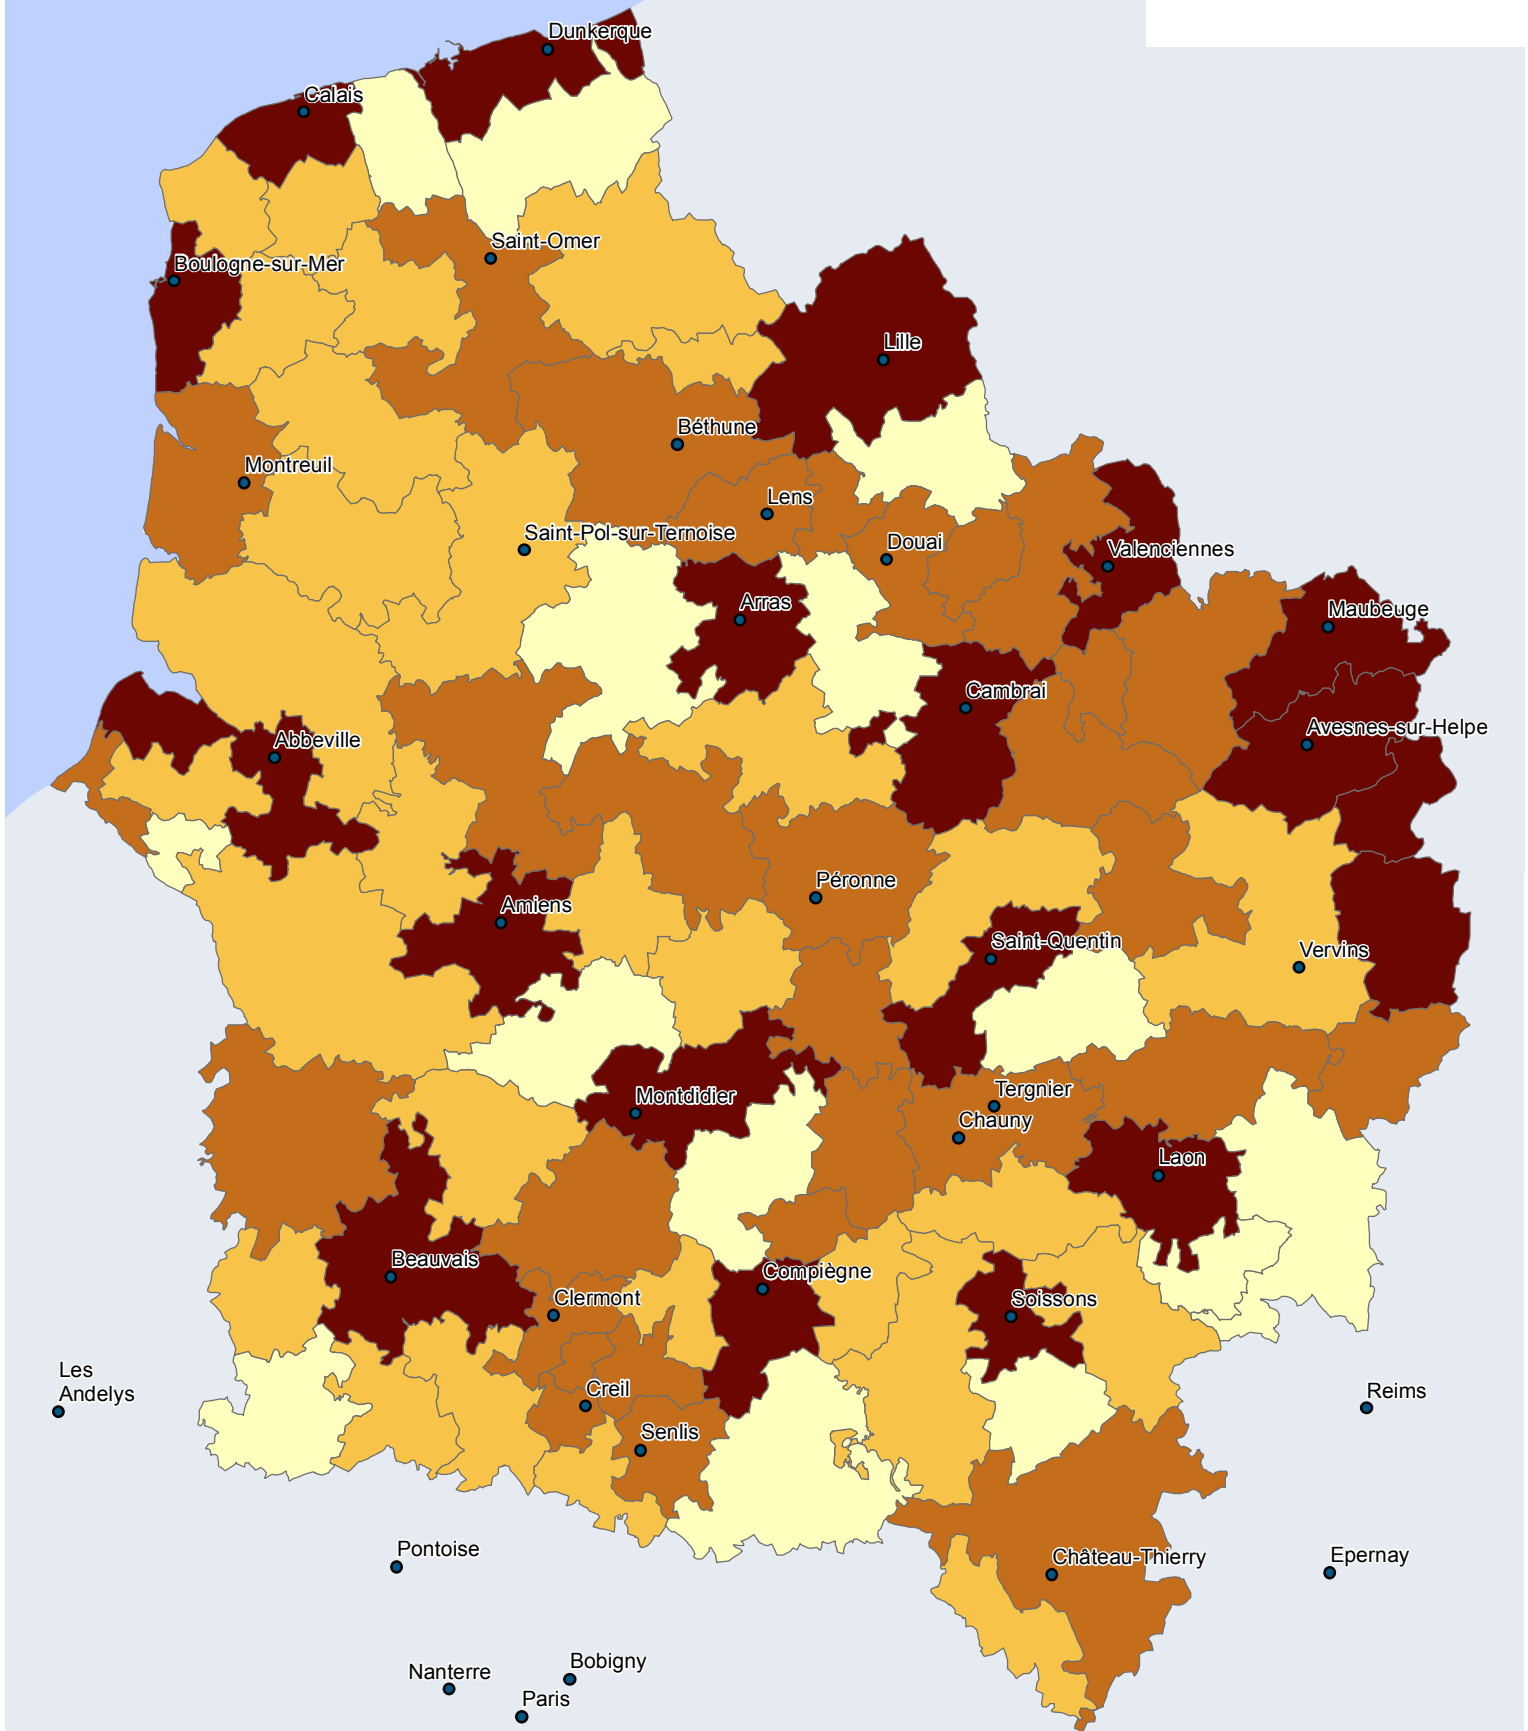 Dunkerque
Calais
Saint-Omer
Boulogne-sur-Mer
Lille
Béthune
Montreuil
Lens
Saint-Pol-sur-Ternoise
Douai
Valenciennes
Arras
Maubeuge
Cambrai
Avesnes-sur-Helpe
Abbeville
Péronne
Amiens
Saint-Quentin
Vervins
Tergnier
Montdidier
Chauny
Laon
Beauvais
Compiègne
Clermont
Soissons
Les
Andelys
Creil
Reims
Senlis
Pontoise
Château-Thierry
Epernay
Bobigny
Nanterre
Paris